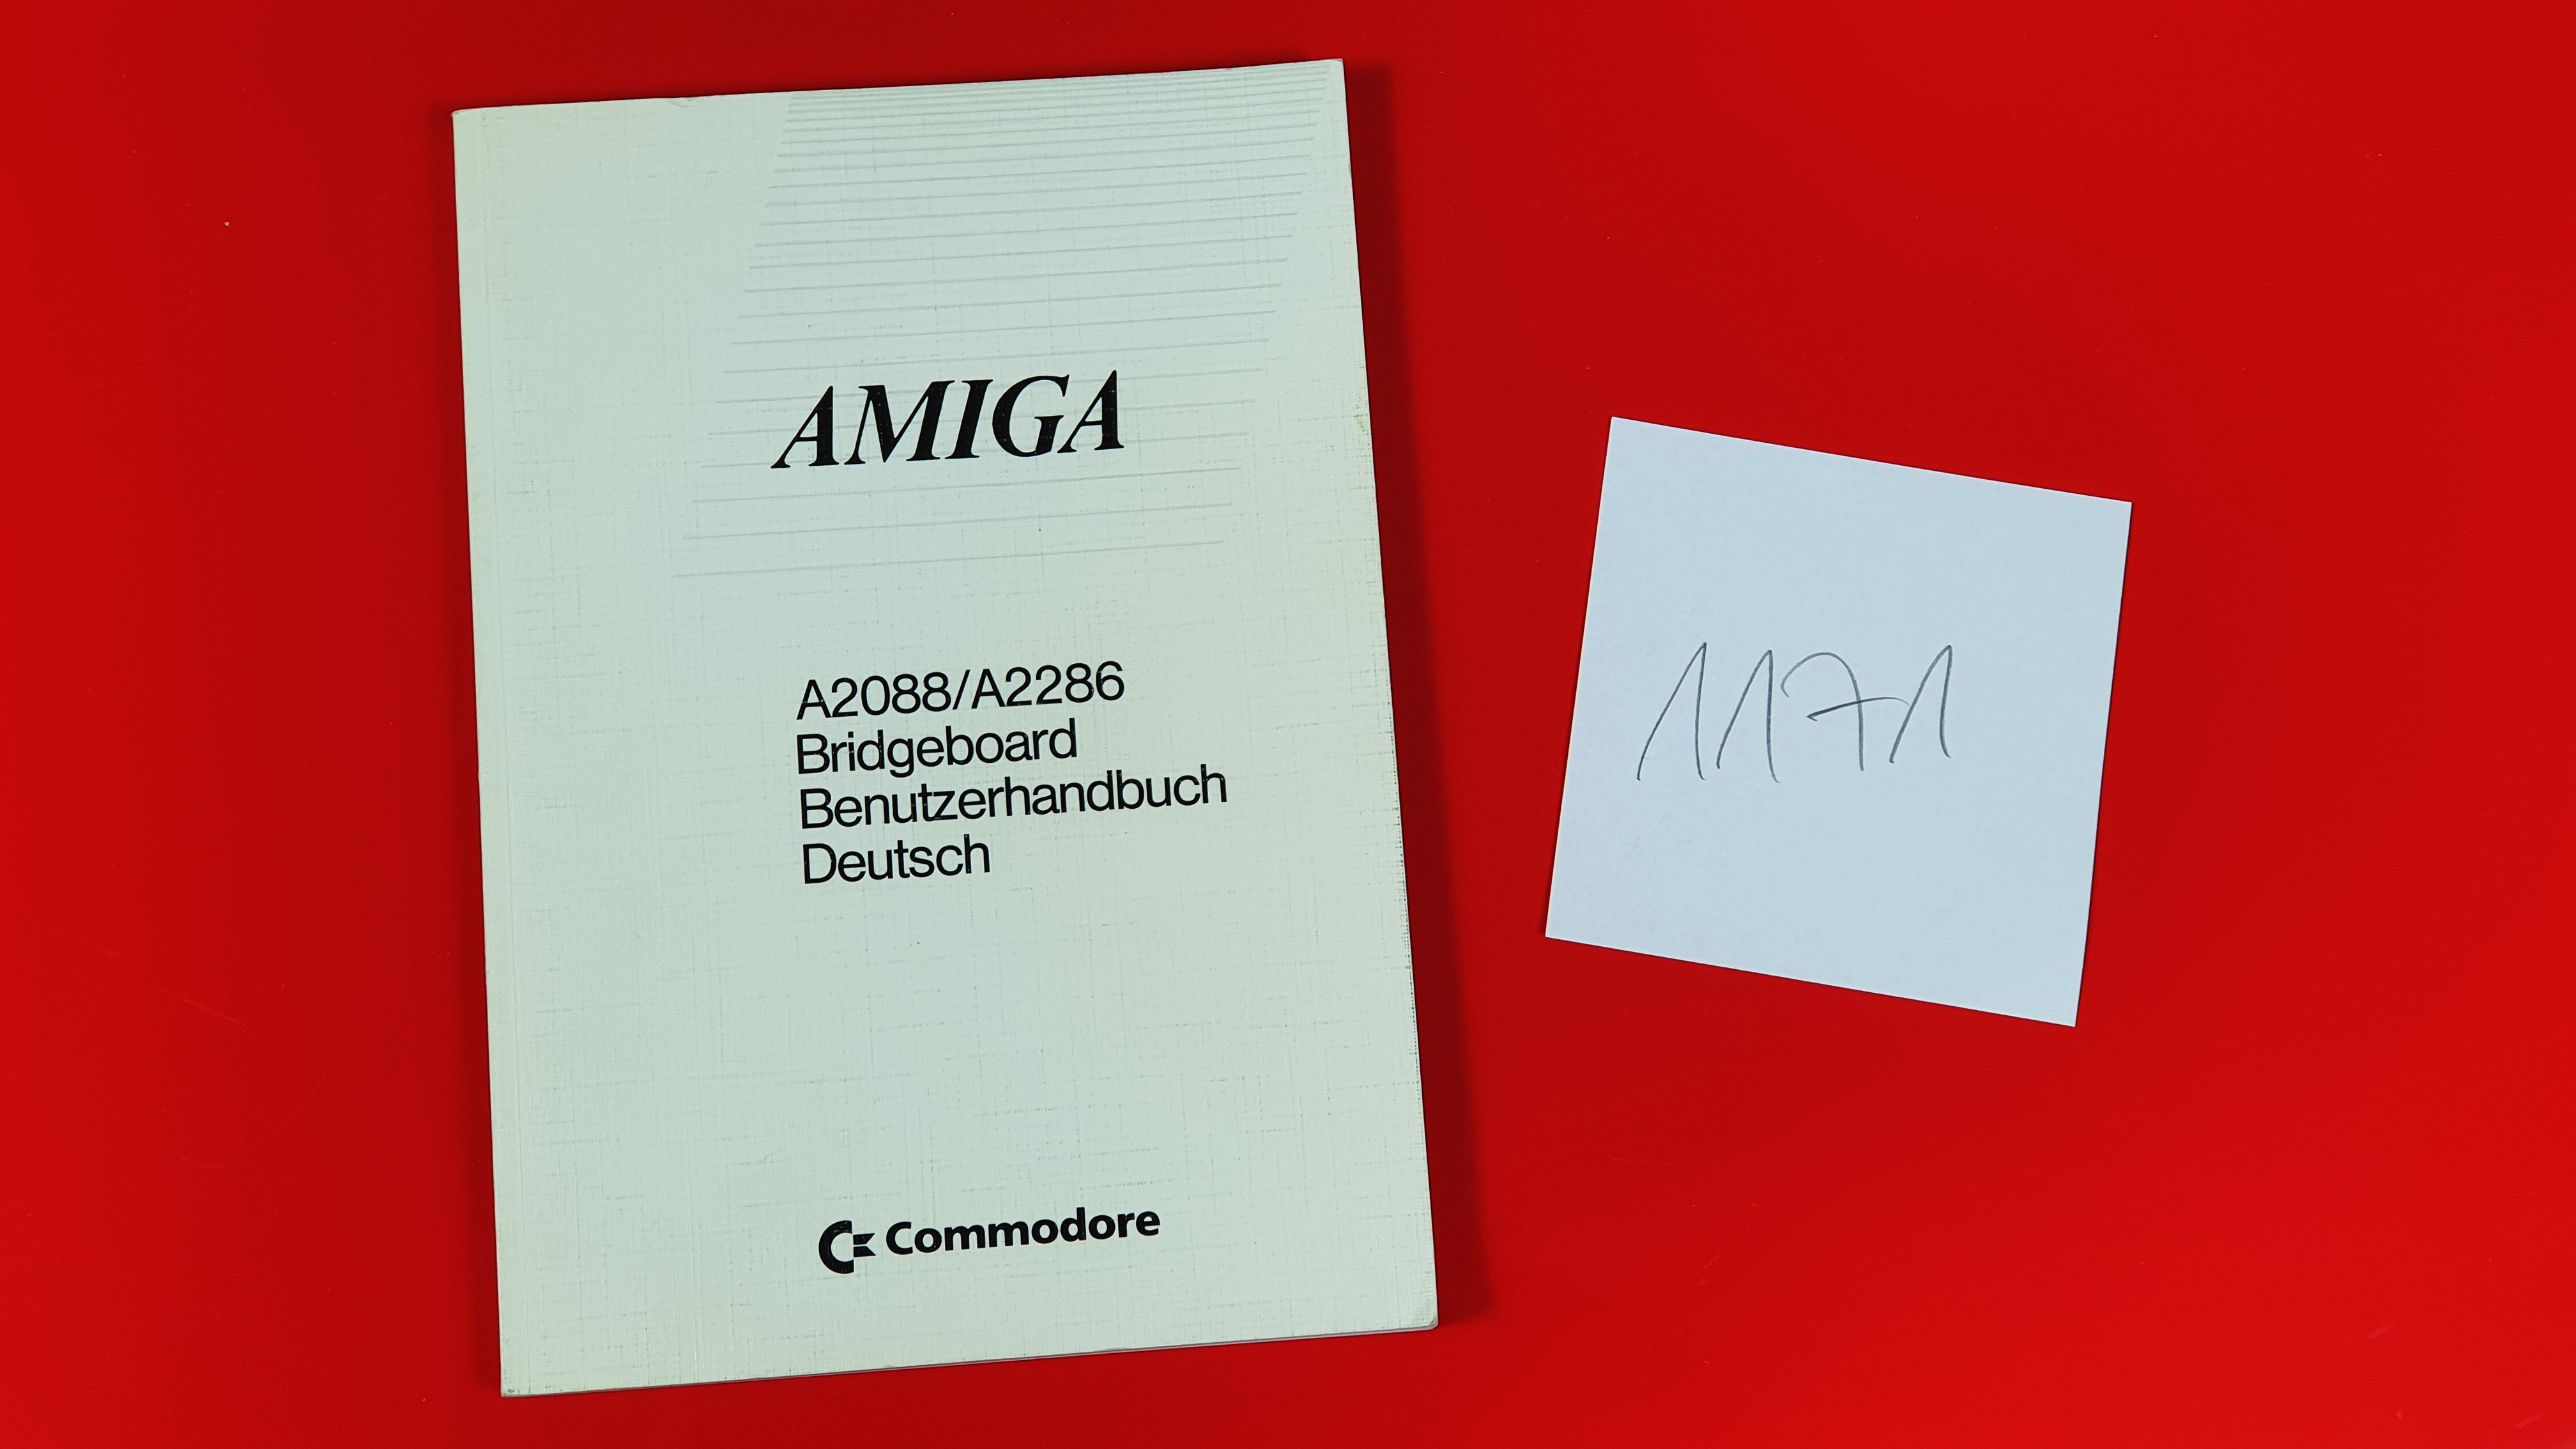 AMIGA
A2088/A2286
Bridgeboard
Benutzerhandbuch
Deutsch
Commodore
1171